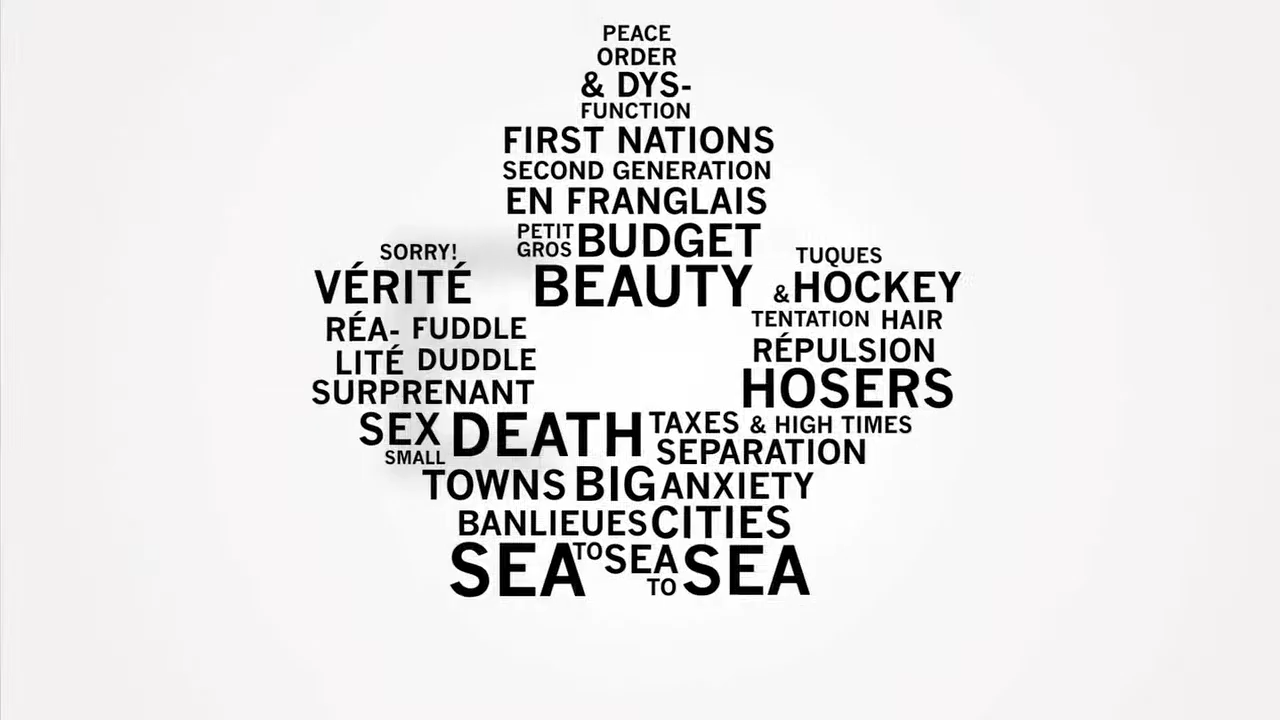 PEACE
ORDER
& DYS-
FUNCTION
FIRST NATIONS
SECOND GENERATION
EN FRANGLAIS
PETIT
GROS BUDGET
BEAUTY
SORRY!
VÉRITÉ
RÉA- FUDDLE
LITÉ DUDDLE
SURPRENANT
TUQUES
& HOCKEY
TENTATION HAIR
RÉPULSION
HOSERS
SEX DEATH TAXES & HIGH TIMES
SMALL SEPARATION
TOWNS BIG ANXIETY
BANLIEUES CITIES
SEA TO SEA TO SEA